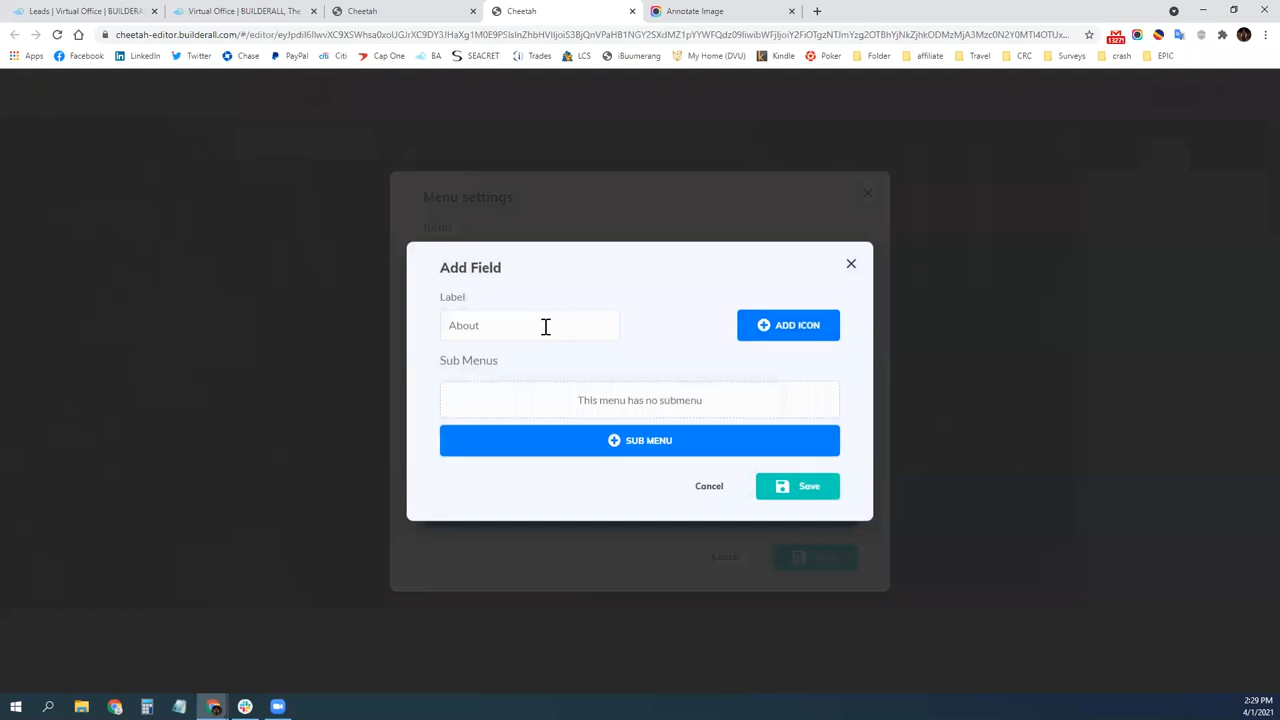 Leads | Virtual Office | BUILDERA
Virtual Office | BUILDERALL, The
Cheetah
Cheetah
Annotate Image
Apps
Facebook
LinkedIn
Twitter
Chase
PayPal
citi Citi
Cap One
BA
SEACRET
Trades
LCS
iBuumerang
My Home (DVU)
Kindle
Poker
Folder
affiliate
Travel
CRC
Surveys
crash
EPIC
Menu settings
Items
Add Field
Label
About
ADD ICON
Sub Menus
This menu has no submenu
SUB MENU
Cancel
Save
Cancel
2:29 PM
4/1/2021